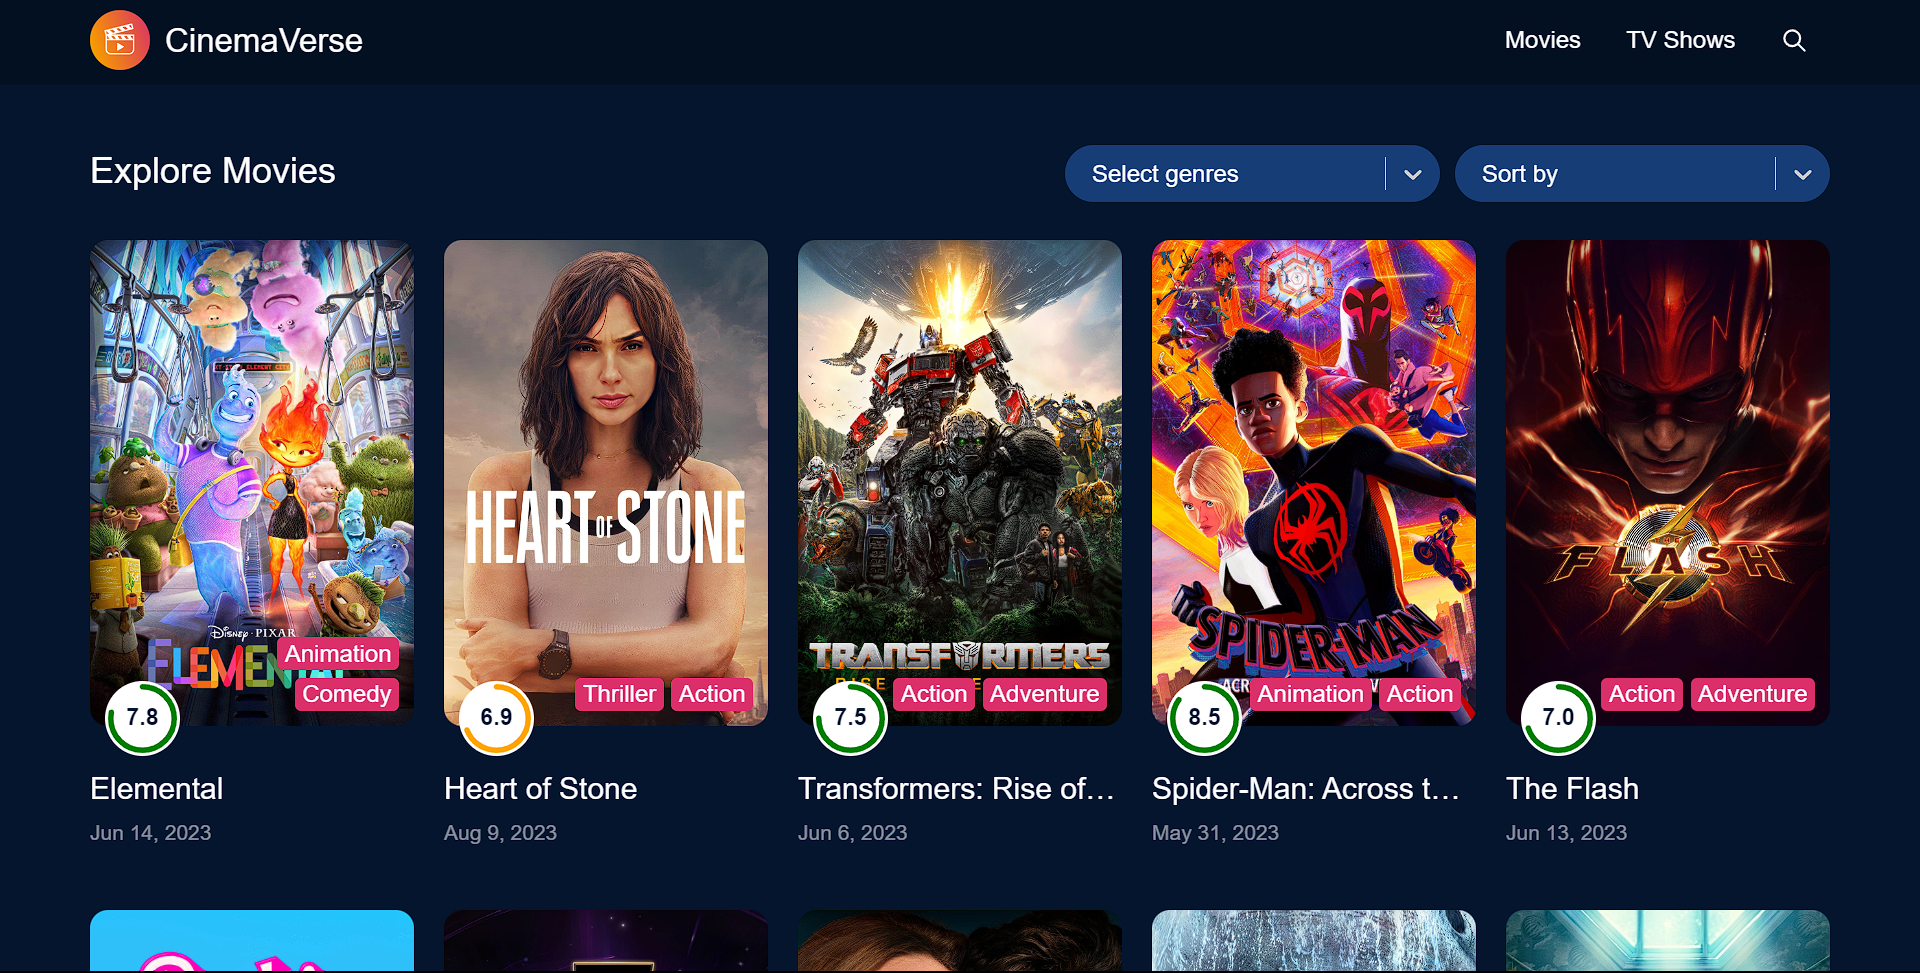 CinemaVerse
Movies
TV Shows
Explore Movies
Select genres
Sort by
DISNEY · PIXAR
ELEMEN
Animation
Comedy
7.8
Elemental
Jun 14, 2023
HEART OF STONE
Thriller
Action
6.9
Heart of Stone
Aug 9, 2023
TRANSFORMERS
RISE
Action
Adventure
7.5
Transformers: Rise of...
Jun 6, 2023
SPIDER-MAN
ACR
Animation
Action
8.5
Spider-Man: Across t...
May 31, 2023
THE
FLASH
Action
Adventure
7.0
The Flash
Jun 13, 2023